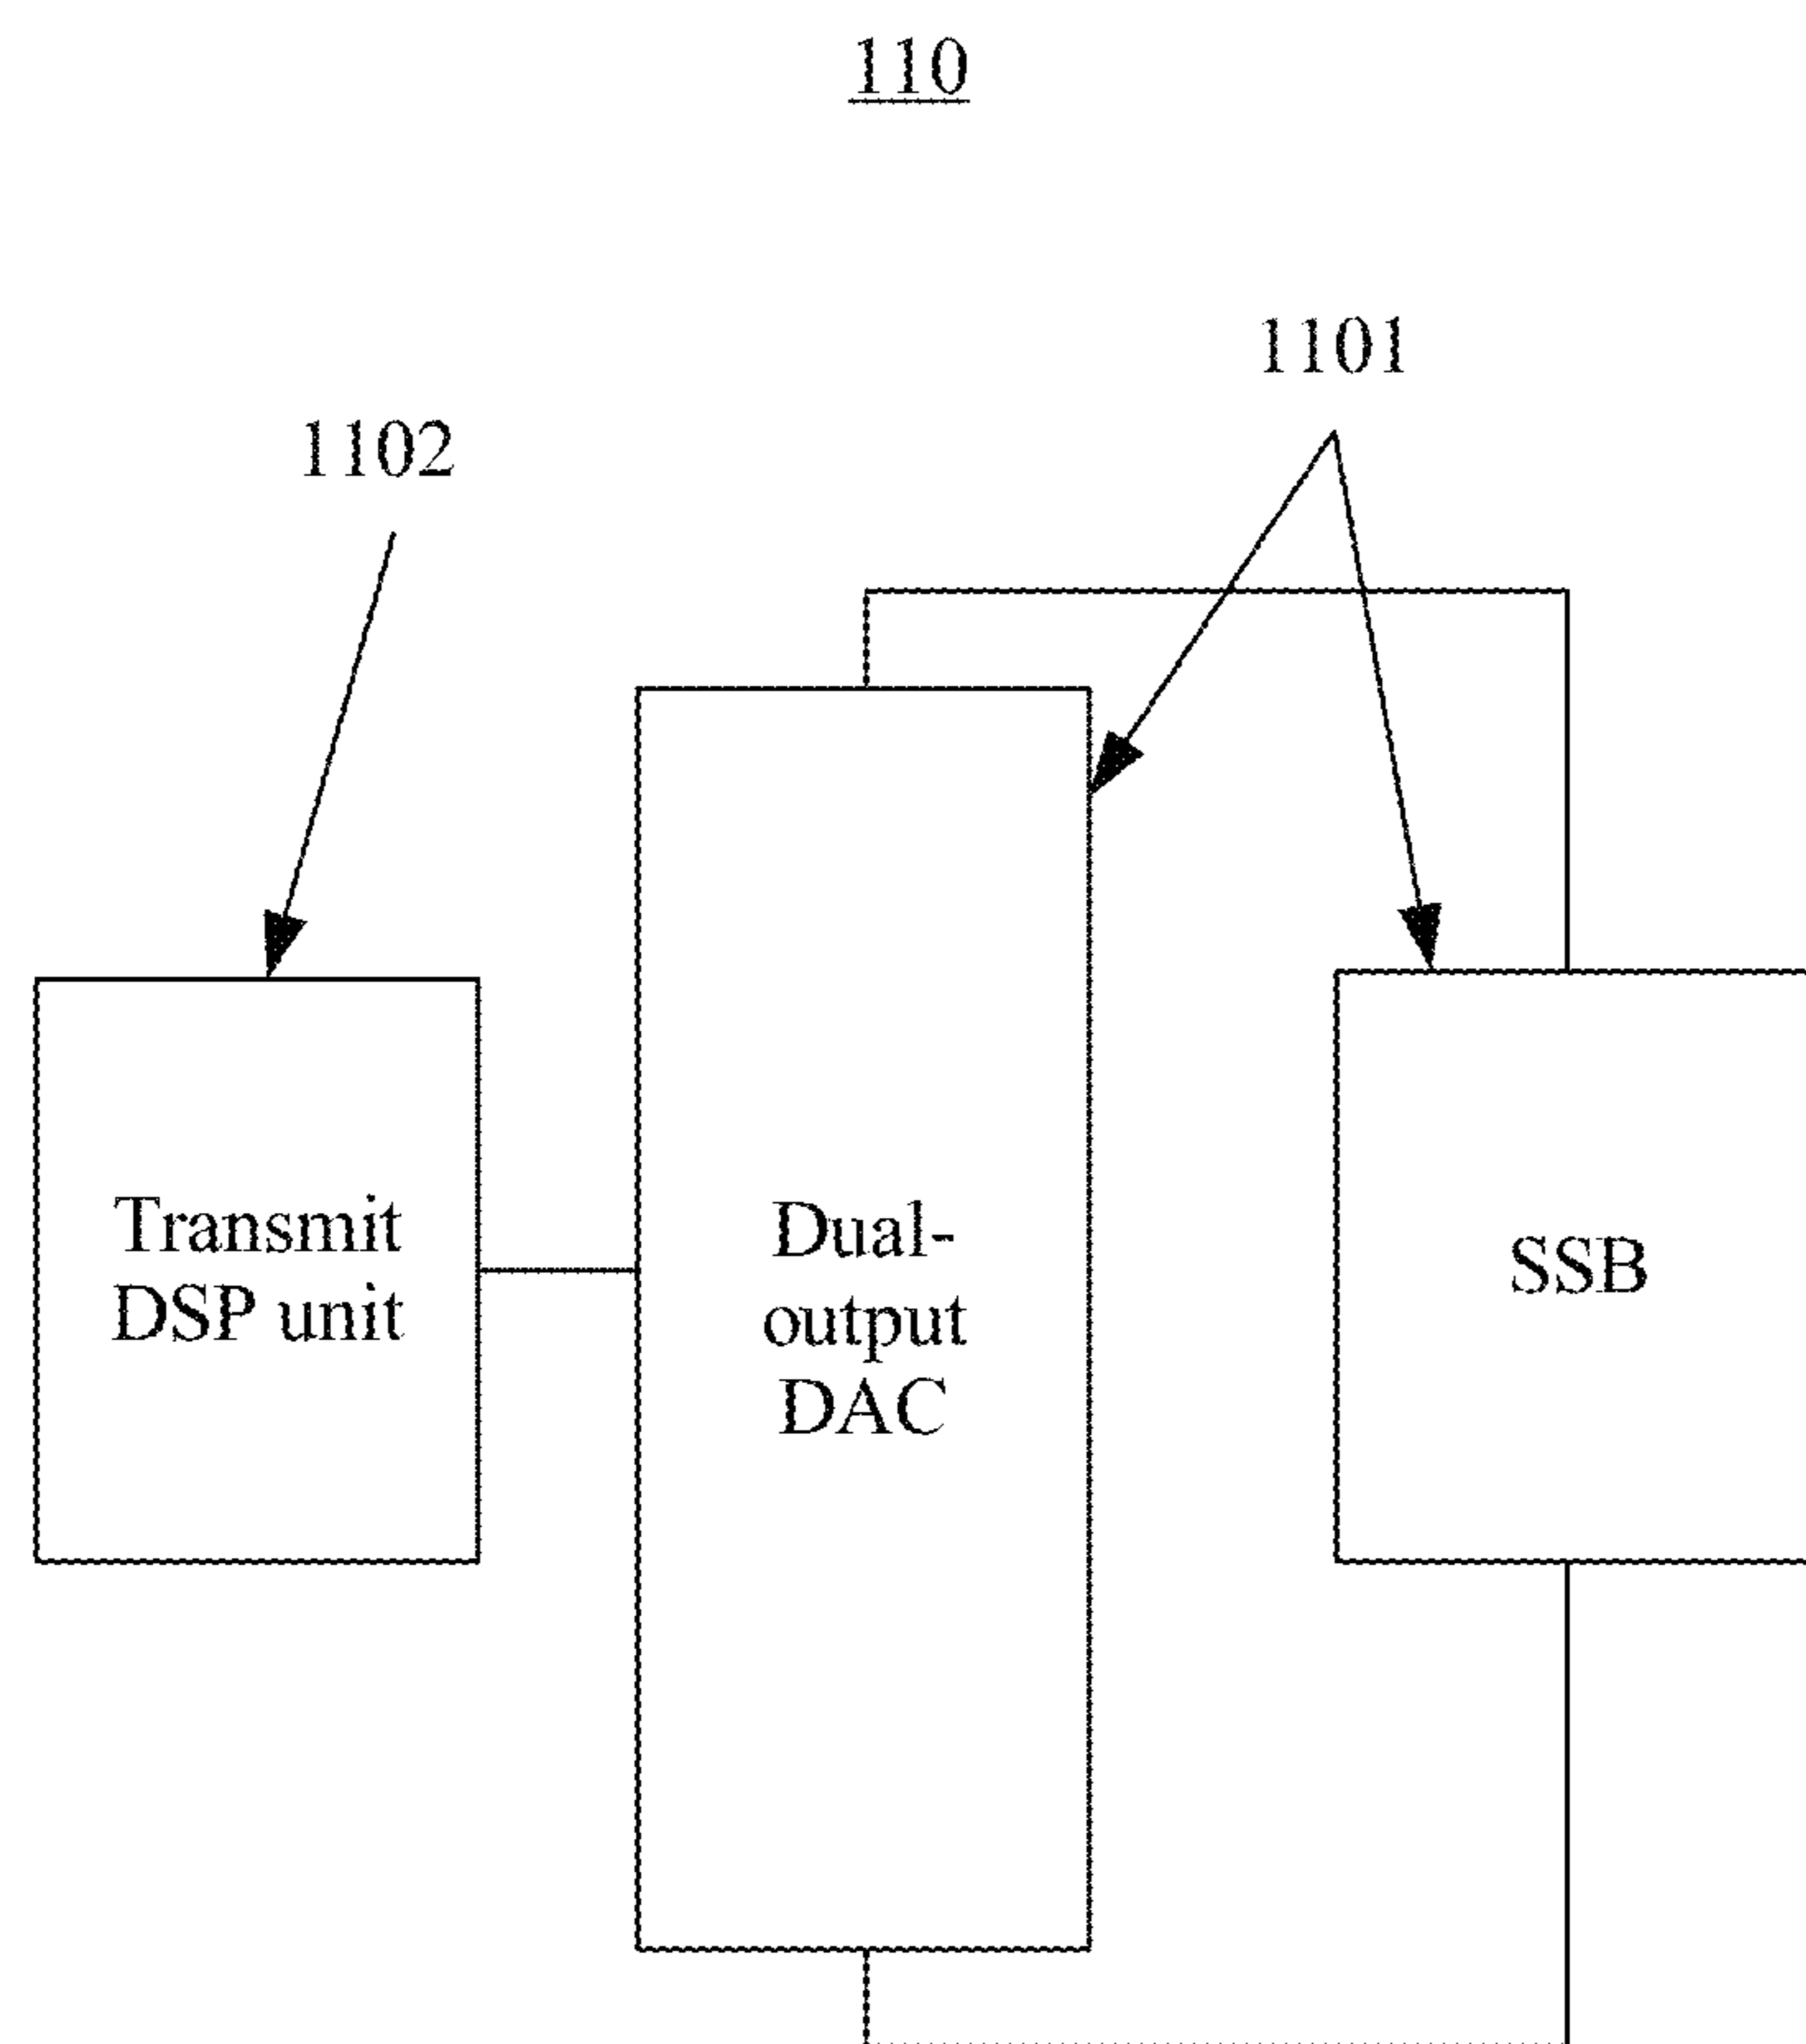 110
1101
1102
Transmit
DSP unit
Dual-
output
DAC
SSB